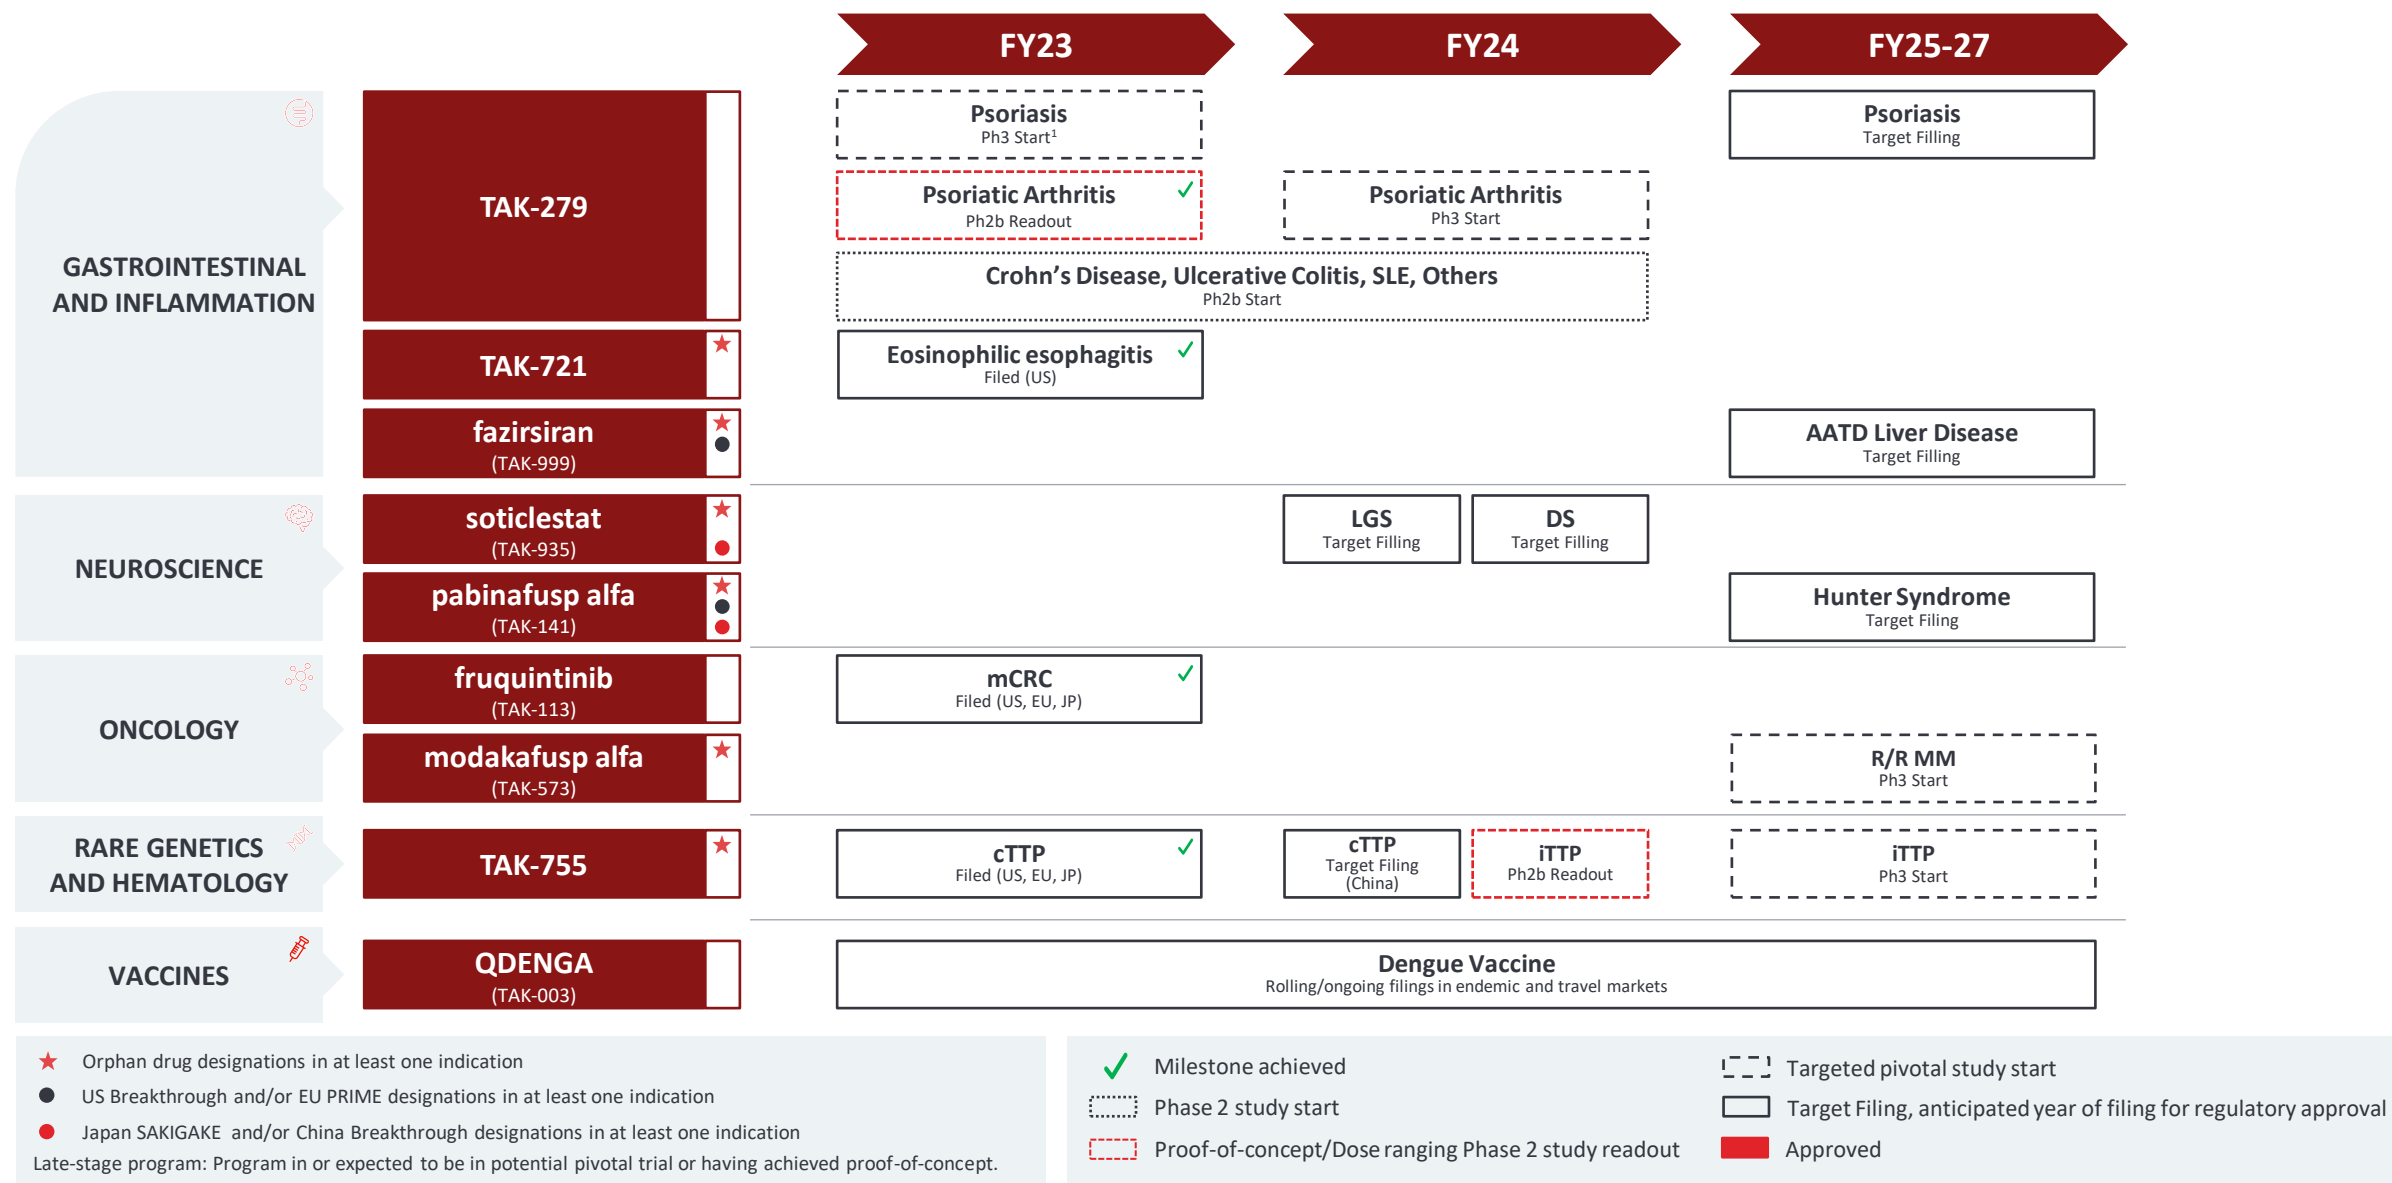 FY23
FY24
FY25-27
GASTROINTESTINAL
AND INFLAMMATION
TAK-279
Psoriasis
Ph3 Start¹
Psoriasis
Target Filling
Psoriatic Arthritis
Ph2b Readout
Psoriatic Arthritis
Ph3 Start
Crohn’s Disease, Ulcerative Colitis, SLE, Others
Ph2b Start
TAK-721
Eosinophilic esophagitis
Filed (US)
fazirsiran
(TAK-999)
AATD Liver Disease
Target Filling
NEUROSCIENCE
soticlestat
(TAK-935)
LGS
Target Filling
DS
Target Filling
pabinafusp alfa
(TAK-141)
Hunter Syndrome
Target Filing
ONCOLOGY
fruquintinib
(TAK-113)
mCRC
Filed (US, EU, JP)
modakafusp alfa
(TAK-573)
R/R MM
Ph3 Start
RARE GENETICS
AND HEMATOLOGY
TAK-755
cTTP
Filed (US, EU, JP)
cTTP
Target Filing
(China)
iTTP
Ph2b Readout
iTTP
Ph3 Start
VACCINES
QDENGA
(TAK-003)
Dengue Vaccine
Rolling/ongoing filings in endemic and travel markets
Orphan drug designations in at least one indication
US Breakthrough and/or EU PRIME designations in at least one indication
Japan SAKIGAKE and/or China Breakthrough designations in at least one indication
Late-stage program: Program in or expected to be in potential pivotal trial or having achieved proof-of-concept.
Milestone achieved
Phase 2 study start
Proof-of-concept/Dose ranging Phase 2 study readout
Targeted pivotal study start
Target Filing, anticipated year of filing for regulatory approval
Approved